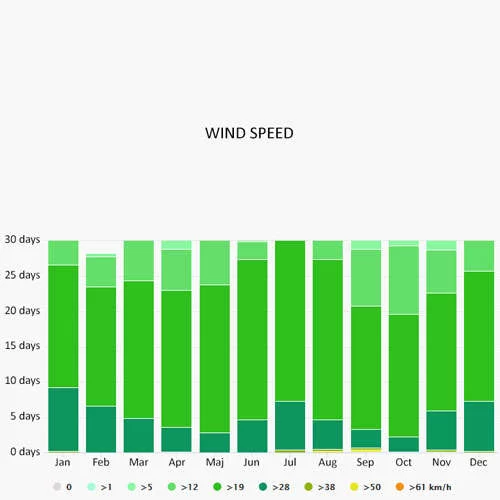 WIND SPEED
30 days
25 days
20 days
15 days
10 days
5 days
0 days
Jan Feb Mar Apr Maj Jun Jul Aug Sep Oct Nov Dec
0 >1 >5 >12 >19 >28 >38 >50 >61 km/h